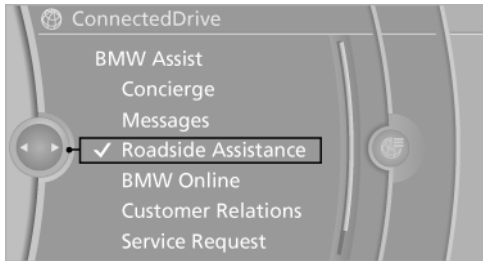 ConnectedDrive
BMW Assist
Concierge
Messages
Roadside Assistance
BMW Online
Customer Relations
Service Request